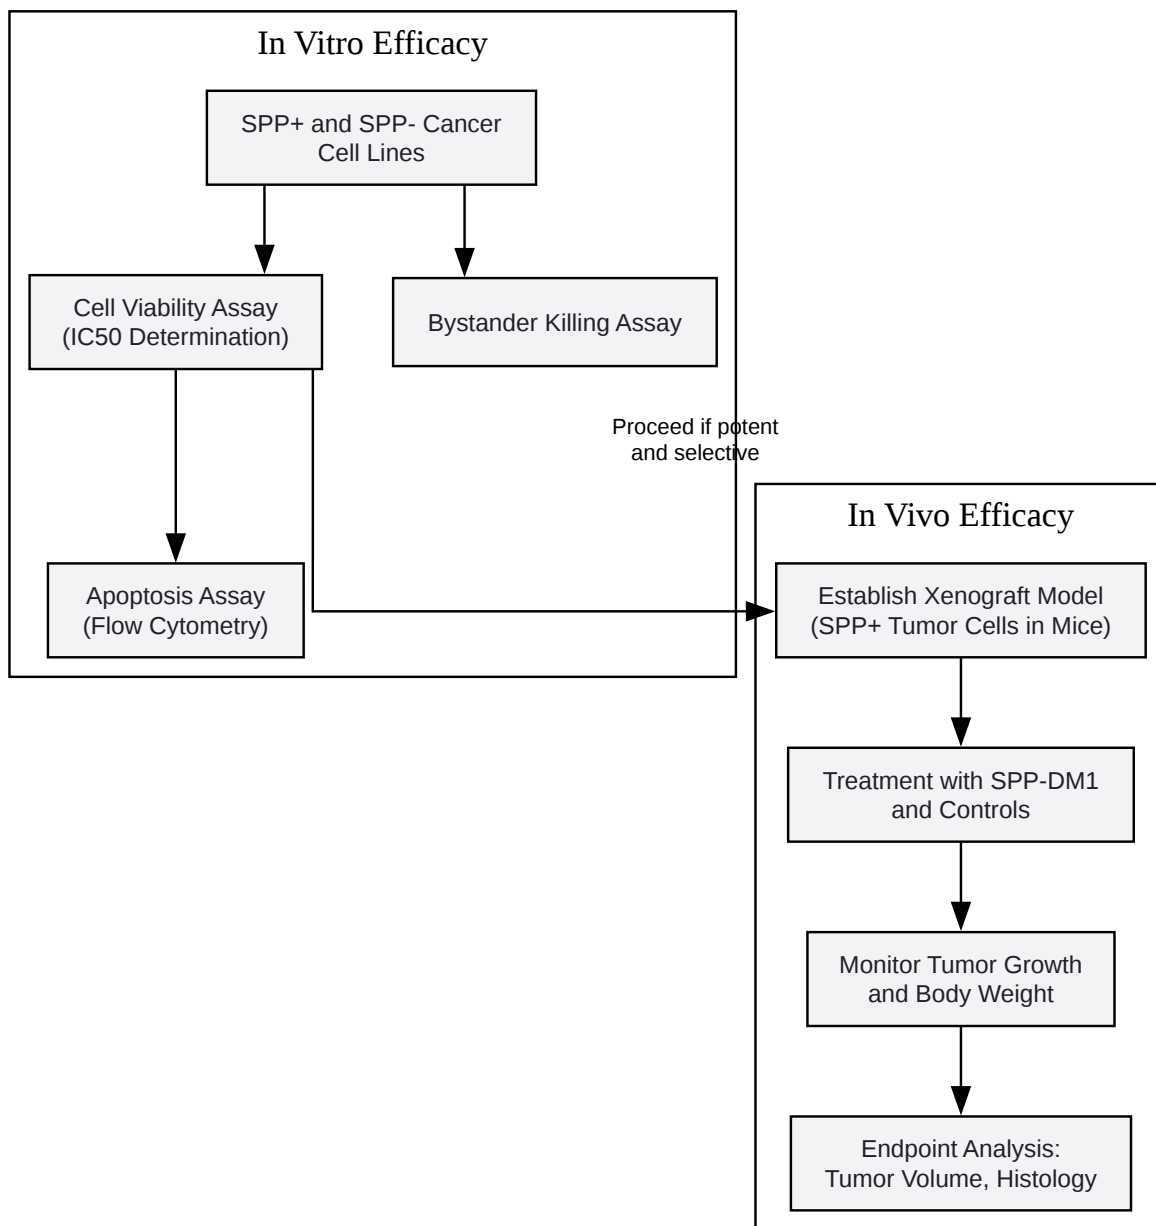 In Vitro Efficacy
SPP+ and SPP- Cancer
Cell Lines
Cell Viability Assay
(IC50 Determination)
Bystander Killing Assay
Proceed if potent
and selective
Apoptosis Assay
(Flow Cytometry)
In Vivo Efficacy
Establish Xenograft Model
(SPP+ Tumor Cells in Mice)
Treatment with SPP-DM1
and Controls
Monitor Tumor Growth
and Body Weight
Endpoint Analysis:
Tumor Volume, Histology